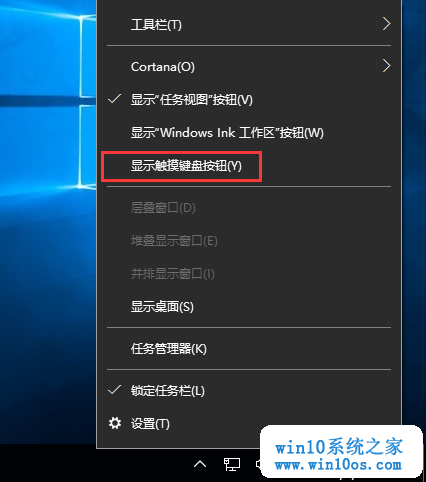 工具栏(T)
Cortana(O)
显示“任务视图”按钮(V)
显示“Windows Ink 工作区”按钮(W)
显示触摸键盘按钮(Y)
层叠窗口(D)
堆叠显示窗口(E)
并排显示窗口(I)
显示桌面(S)
任务管理器(K)
锁定任务栏(L)
设置(T)
win10系统之家
www.win10os.com